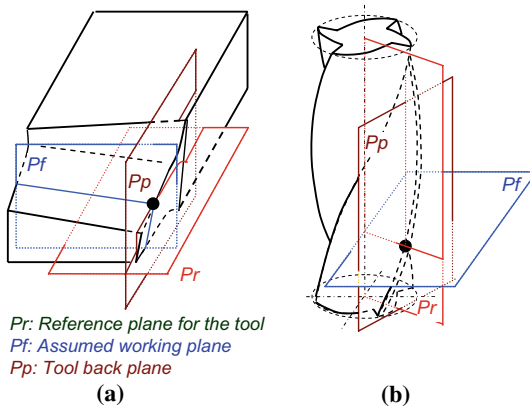 Pf
Pp
Pr
Pp
Pf
Pr
Pr: Reference plane for the tool
Pf: Assumed working plane
Pp: Tool back plane
(a)
(b)